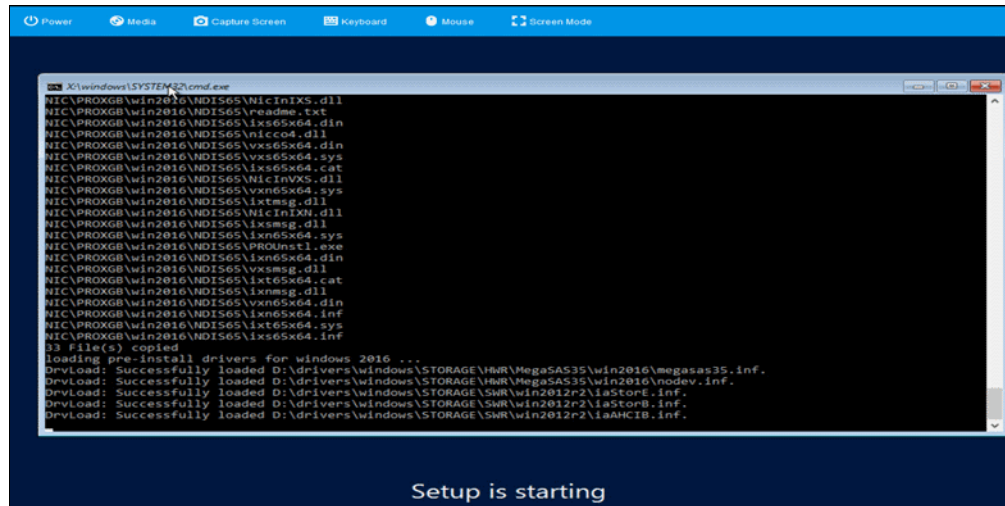 Power Media Capture Screen Keyboard Mouse Screen Mode
X:\windows\SYSTEM32\cmd.exe
NIC\PROXGB\win2016\NDIS65\NicInIXS.dll
NIC\PROXGB\win2016\NDIS65\readme.txt
NIC\PROXGB\win2016\NDIS65\ixs65x64.din
NIC\PROXGB\win2016\NDIS65\nicco4.dll
NIC\PROXGB\win2016\NDIS65\vxs65x64.din
NIC\PROXGB\win2016\NDIS65\vxs65x64.sys
NIC\PROXGB\win2016\NDIS65\ixs65x64.cat
NIC\PROXGB\win2016\NDIS65\NicInVXS.dll
NIC\PROXGB\win2016\NDIS65\vxn65x64.sys
NIC\PROXGB\win2016\NDIS65\ixtmsg.dll
NIC\PROXGB\win2016\NDIS65\NicInIXN.dll
NIC\PROXGB\win2016\NDIS65\ixsmsg.dll
NIC\PROXGB\win2016\NDIS65\ixn65x64.sys
NIC\PROXGB\win2016\NDIS65\PROUnstl.exe
NIC\PROXGB\win2016\NDIS65\ixn65x64.din
NIC\PROXGB\win2016\NDIS65\vxsmsg.dll
NIC\PROXGB\win2016\NDIS65\ixt65x64.cat
NIC\PROXGB\win2016\NDIS65\ixnmsg.dll
NIC\PROXGB\win2016\NDIS65\vxn65x64.din
NIC\PROXGB\win2016\NDIS65\ixn65x64.inf
NIC\PROXGB\win2016\NDIS65\ixt65x64.sys
NIC\PROXGB\win2016\NDIS65\ixs65x64.inf
33 File(s) copied
loading pre-install drivers for windows 2016 ...
DrvLoad: Successfully loaded D:\drivers\windows\STORAGE\HWR\MegaSAS35\win2016\megasas35.inf.
DrvLoad: Successfully loaded D:\drivers\windows\STORAGE\HWR\MegaSAS35\win2016\nodev.inf.
DrvLoad: Successfully loaded D:\drivers\windows\STORAGE\SWR\win2012r2\iaStorE.inf.
DrvLoad: Successfully loaded D:\drivers\windows\STORAGE\SWR\win2012r2\iaStorB.inf.
DrvLoad: Successfully loaded D:\drivers\windows\STORAGE\SWR\win2012r2\iaAHCIB.inf.
Setup is starting